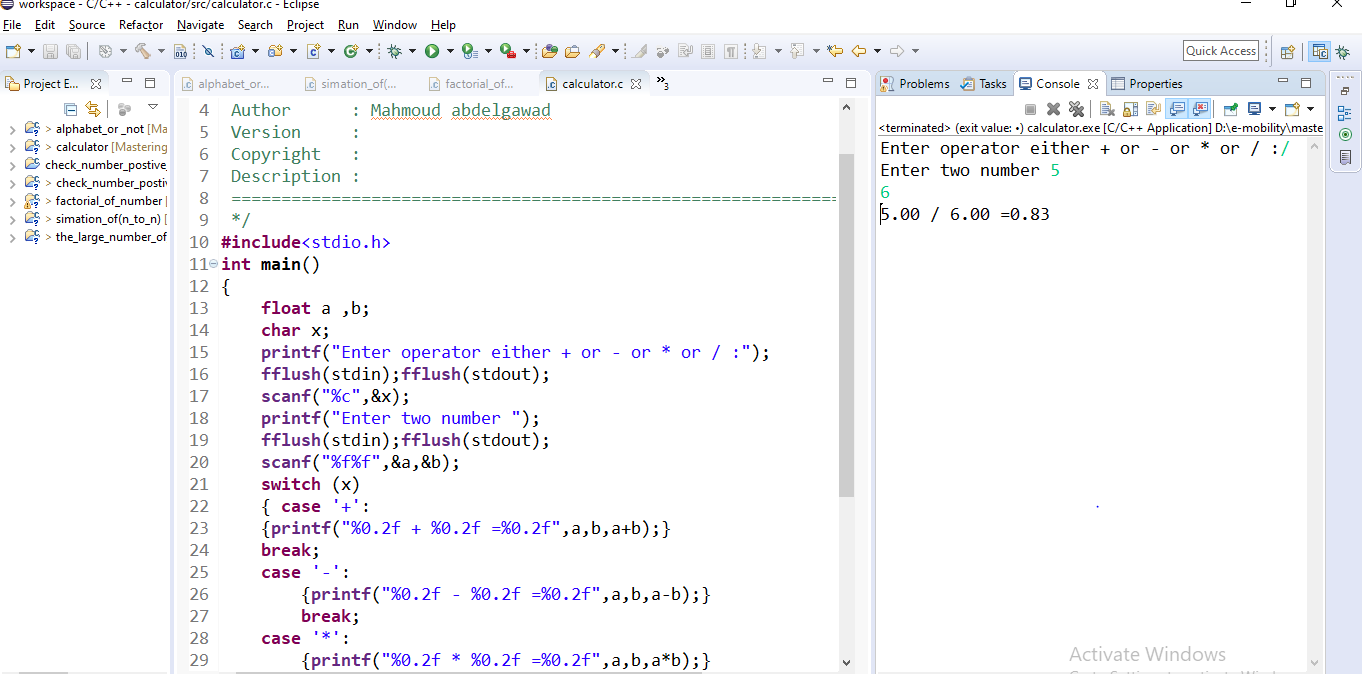 workspace - C/C++ - calculator/src/calculator.c - Eclipse
File Edit Source Refactor Navigate Search Project Run Window Help
Quick Access
Project E...
> alphabet_or _not [Ma
> calculator [Mastering
check_number_postive_
> check_number_posti
> factorial_of_number
> simation_of(n_to_n) [
> the_large_number_of
alphabet_or... simation_of(... factorial_of... calculator.c »3
4 Author : Mahmoud abdelgawad
5 Version :
6 Copyright :
7 Description :
8 =============================================================
9 */
10 #include<stdio.h>
11 int main()
12 {
13 float a ,b;
14 char x;
15 printf("Enter operator either + or - or * or / :");
16 fflush(stdin);fflush(stdout);
17 scanf("%c",&x);
18 printf("Enter two number ");
19 fflush(stdin);fflush(stdout);
20 scanf("%f%f",&a,&b);
21 switch (x)
22 { case '+':
23 {printf("%0.2f + %0.2f =%0.2f",a,b,a+b);}
24 break;
25 case '-':
26 {printf("%0.2f - %0.2f =%0.2f",a,b,a-b);}
27 break;
28 case '*':
29 {printf("%0.2f * %0.2f =%0.2f",a,b,a*b);}
Problems Tasks Console Properties
<terminated> (exit value: •) calculator.exe [C/C++ Application] D:\e-mobility\maste
Enter operator either + or - or * or / :/
Enter two number 5
6
5.00 / 6.00 =0.83
Activate Windows